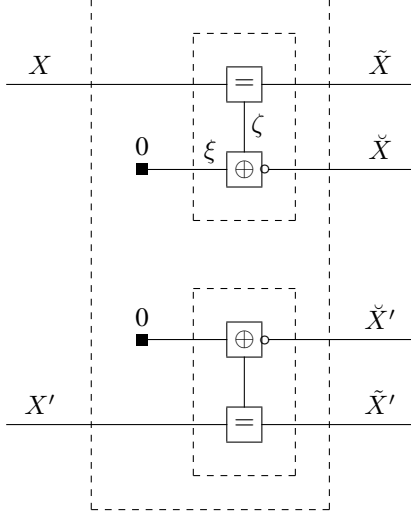 X X̃
=
ζ
0 ξ ⊕ X̆
0 ⊕ X̆′
X′ = X̃′